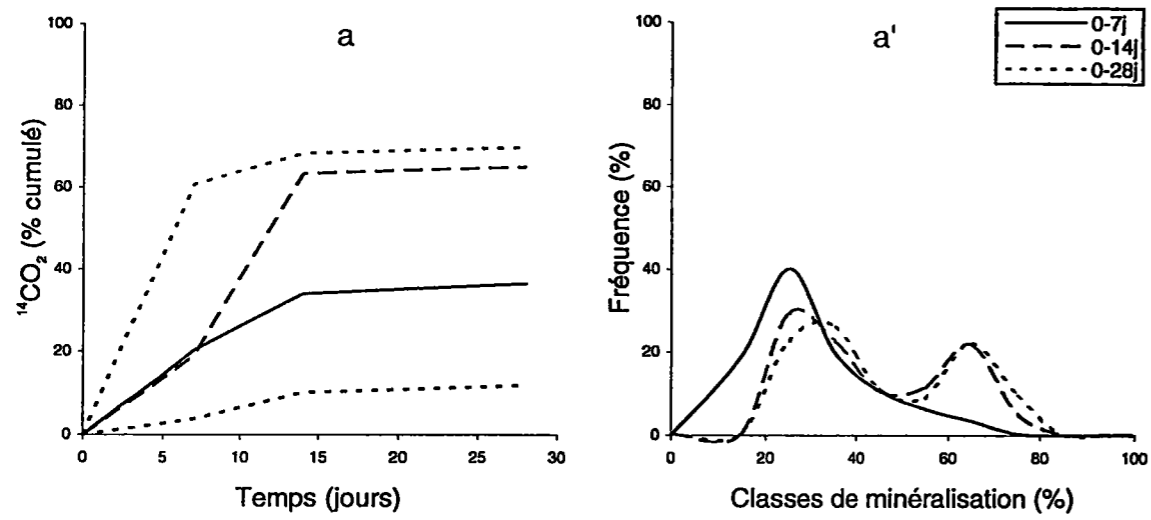 a
100
80
60
40
20
0
¹⁴CO₂ (% cumulé)
0 5 10 15 20 25 30
Temps (jours)
a'
0-7j
0-14j
0-28j
100
80
60
40
20
0
Fréquence (%)
0 20 40 60 80 100
Classes de minéralisation (%)